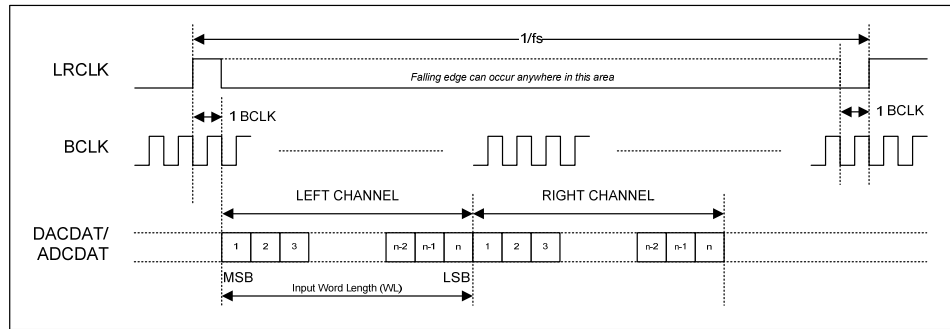 1/fs
LRCLK
Falling edge can occur anywhere in this area
1 BCLK
1 BCLK
BCLK
LEFT CHANNEL
RIGHT CHANNEL
DACDAT/
ADCDAT
1 2 3 n-2 n-1 n 1 2 3 n-2 n-1 n
MSB LSB
Input Word Length (WL)